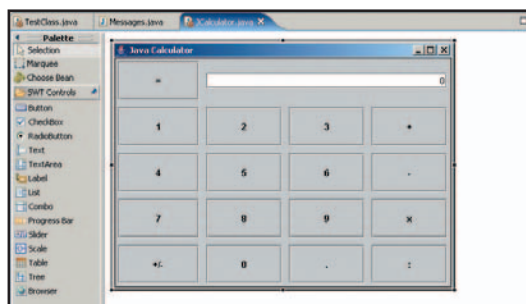 TestClass.java Messages.java JCalculator.java
Palette
Selection
Marquee
Choose Bean
SWT Controls
Button
CheckBox
RadioButton
Text
TextArea
Label
List
Combo
Progress Bar
Slider
Scale
Table
Tree
Browser
Java Calculator
= 0
1 2 3 +
4 5 6 -
7 8 9 x
+/- 0 . :